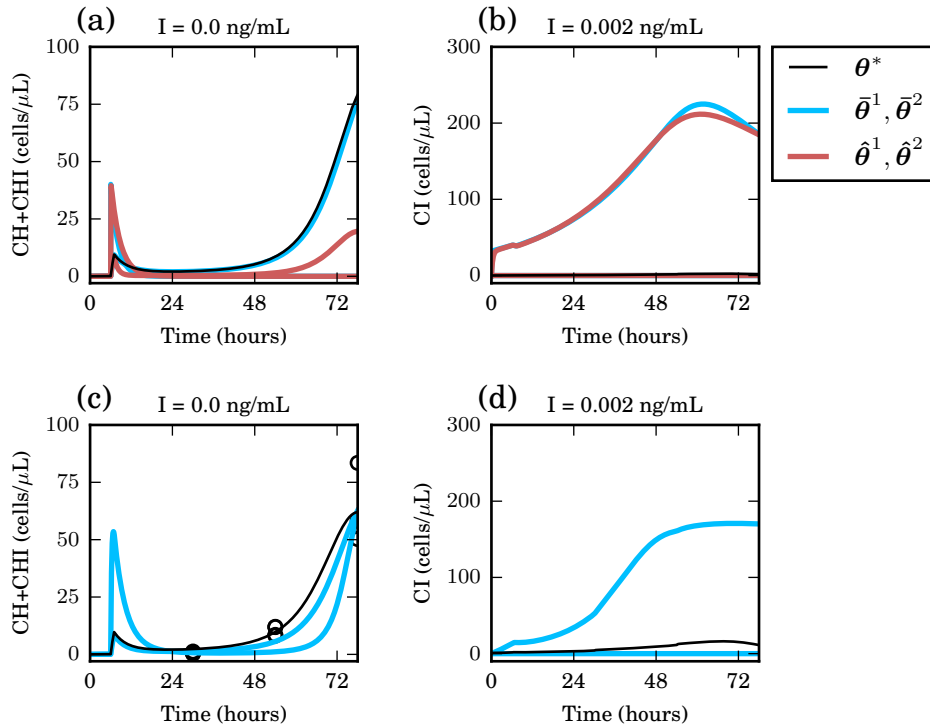 (a)
I = 0.0 ng/mL
CH+CHI (cells/μL)
100
75
50
25
0
0 24 48 72
Time (hours)
(b)
I = 0.002 ng/mL
CI (cells/μL)
300
200
100
0
0 24 48 72
Time (hours)
θ*
θ̄¹, θ̄²
θ̂¹, θ̂²
(c)
I = 0.0 ng/mL
CH+CHI (cells/μL)
100
75
50
25
0
0 24 48 72
Time (hours)
(d)
I = 0.002 ng/mL
CI (cells/μL)
300
200
100
0
0 24 48 72
Time (hours)